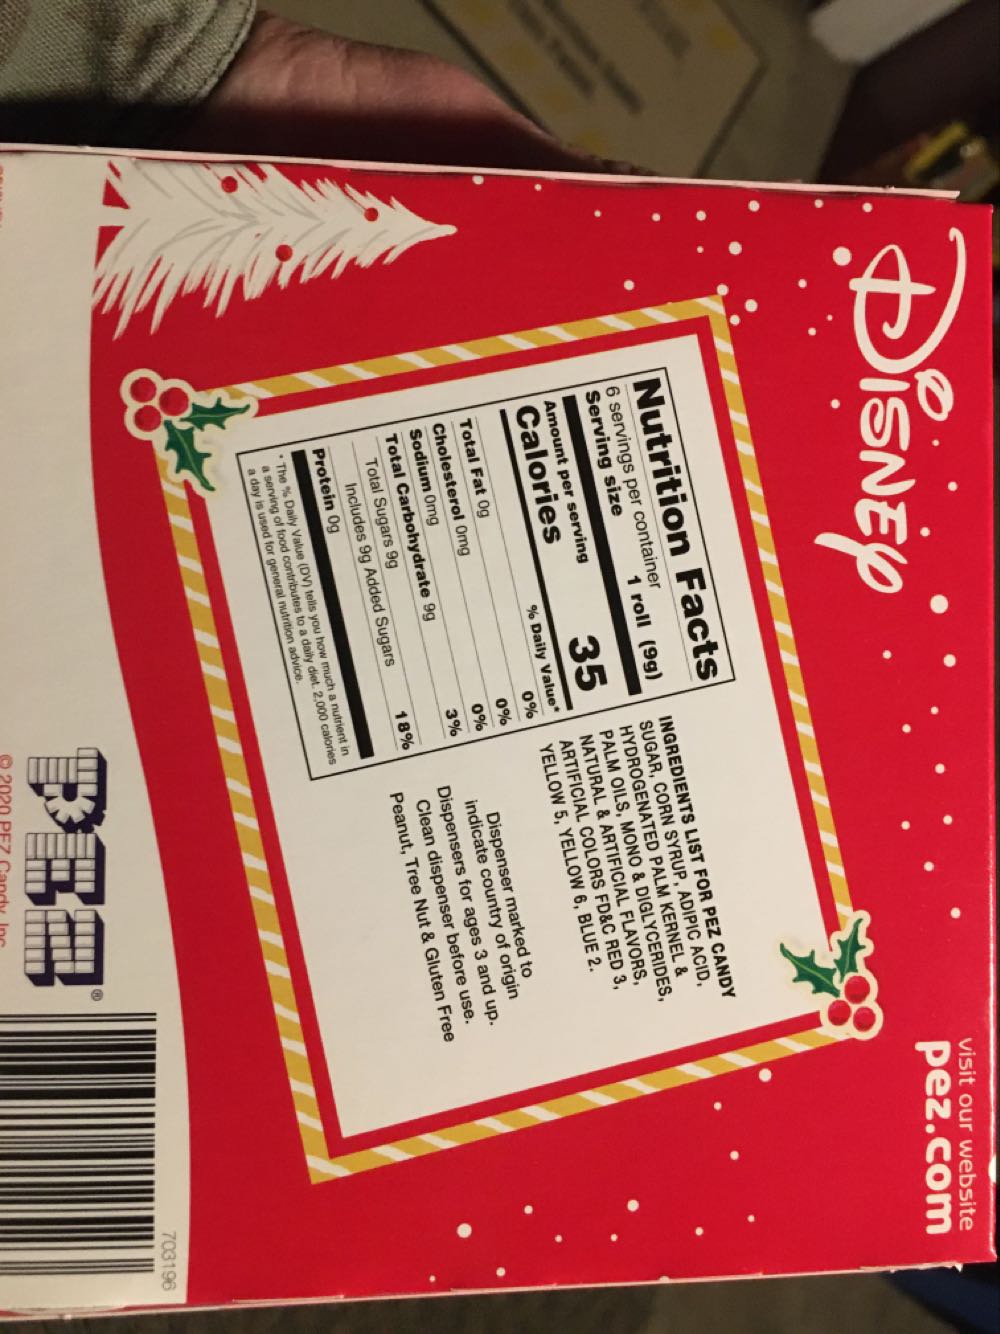 DISNEY
visit our website
pez.com
Nutrition Facts
6 servings per container
Serving size 1 roll (9g)
Amount per serving
Calories 35
% Daily Value*
Total Fat 0g 0%
Cholesterol 0mg 0%
Sodium 0mg 0%
Total Carbohydrate 9g 3%
Total Sugars 9g
Includes 9g Added Sugars 18%
Protein 0g
* The % Daily Value (DV) tells you how much a nutrient in
a serving of food contributes to a daily diet. 2,000 calories
a day is used for general nutrition advice.
INGREDIENTS LIST FOR PEZ CANDY
SUGAR, CORN SYRUP, ADIPIC ACID,
HYDROGENATED PALM KERNEL &
PALM OILS, MONO & DIGLYCERIDES,
NATURAL & ARTIFICIAL FLAVORS,
ARTIFICIAL COLORS FD&C RED 3,
YELLOW 5, YELLOW 6, BLUE 2.
Dispenser marked to
indicate country of origin
Dispensers for ages 3 and up.
Clean dispenser before use.
Peanut, Tree Nut & Gluten Free
PEZ®
© 2020 PEZ Candy, Inc.
703196